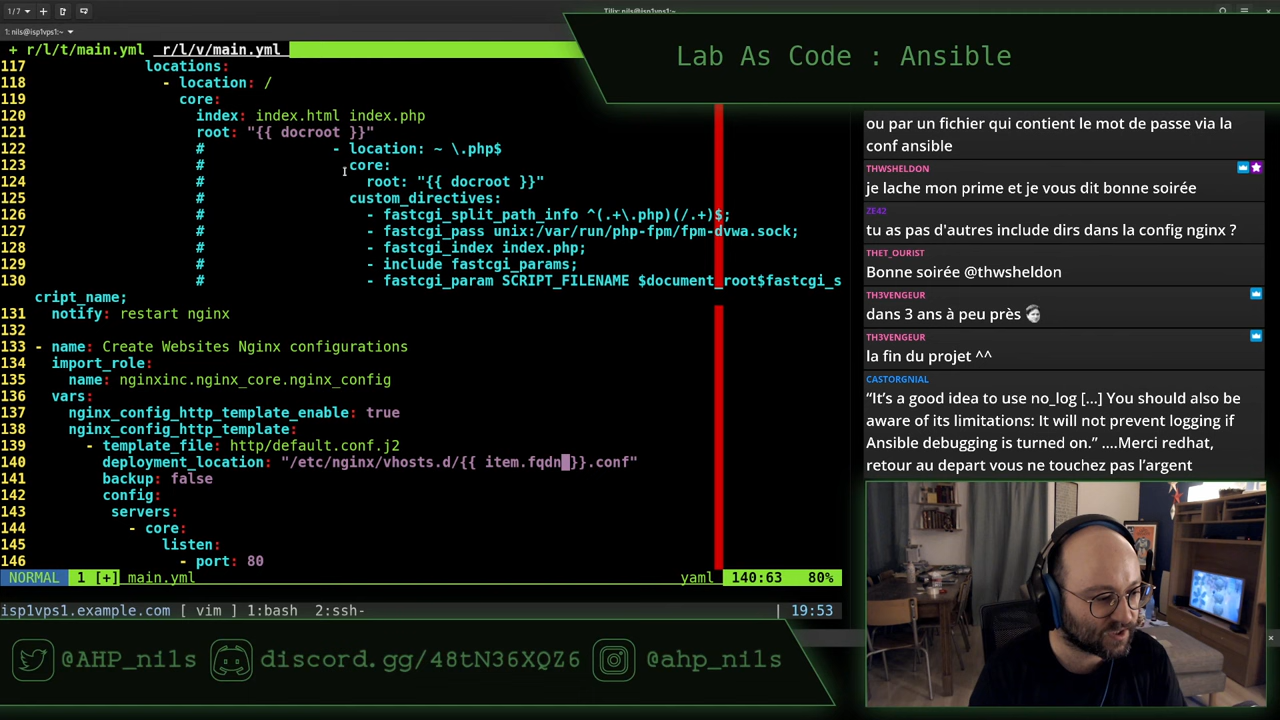 1/7
Tilix: nils@isp1vps1:~
1: nils@isp1vps1:~
+ r/l/t/main.yml r/l/v/main.yml
117 locations:
118 - location: /
119 core:
120 index: index.html index.php
121 root: "{{ docroot }}"
122 # - location: ~ \.php$
123 # core:
124 # root: "{{ docroot }}"
125 # custom_directives:
126 # - fastcgi_split_path_info ^(.+\.php)(/.+)$;
127 # - fastcgi_pass unix:/var/run/php-fpm/fpm-dvwa.sock;
128 # - fastcgi_index index.php;
129 # - include fastcgi_params;
130 # - fastcgi_param SCRIPT_FILENAME $document_root$fastcgi_s
cript_name;
131 notify: restart nginx
132
133 - name: Create Websites Nginx configurations
134 import_role:
135 name: nginxinc.nginx_core.nginx_config
136 vars:
137 nginx_config_http_template_enable: true
138 nginx_config_http_template:
139 - template_file: http/default.conf.j2
140 deployment_location: "/etc/nginx/vhosts.d/{{ item.fqdn }}.conf"
141 backup: false
142 config:
143 servers:
144 - core:
145 listen:
146 - port: 80
NORMAL 1 [+] main.yml yaml 140:63 80%
isp1vps1.example.com [ vim ] 1:bash 2:ssh- | 19:53
Lab As Code : Ansible
ou par un fichier qui contient le mot de passe via la
conf ansible
THWSHELDON
je lache mon prime et je vous dit bonne soirée
ZE42
tu as pas d'autres include dirs dans la config nginx ?
THET_OURIST
Bonne soirée @thwsheldon
TH3VENGEUR
dans 3 ans à peu près
TH3VENGEUR
la fin du projet ^^
CASTORGNIAL
“It’s a good idea to use no_log [...] You should also
be aware of its limitations: It will not prevent logging if
Ansible debugging is turned on.” ....Merci redhat,
retour au depart vous ne touchez pas l’argent
@AHP_nils discord.gg/48tN36XQZ6 @ahp_nils